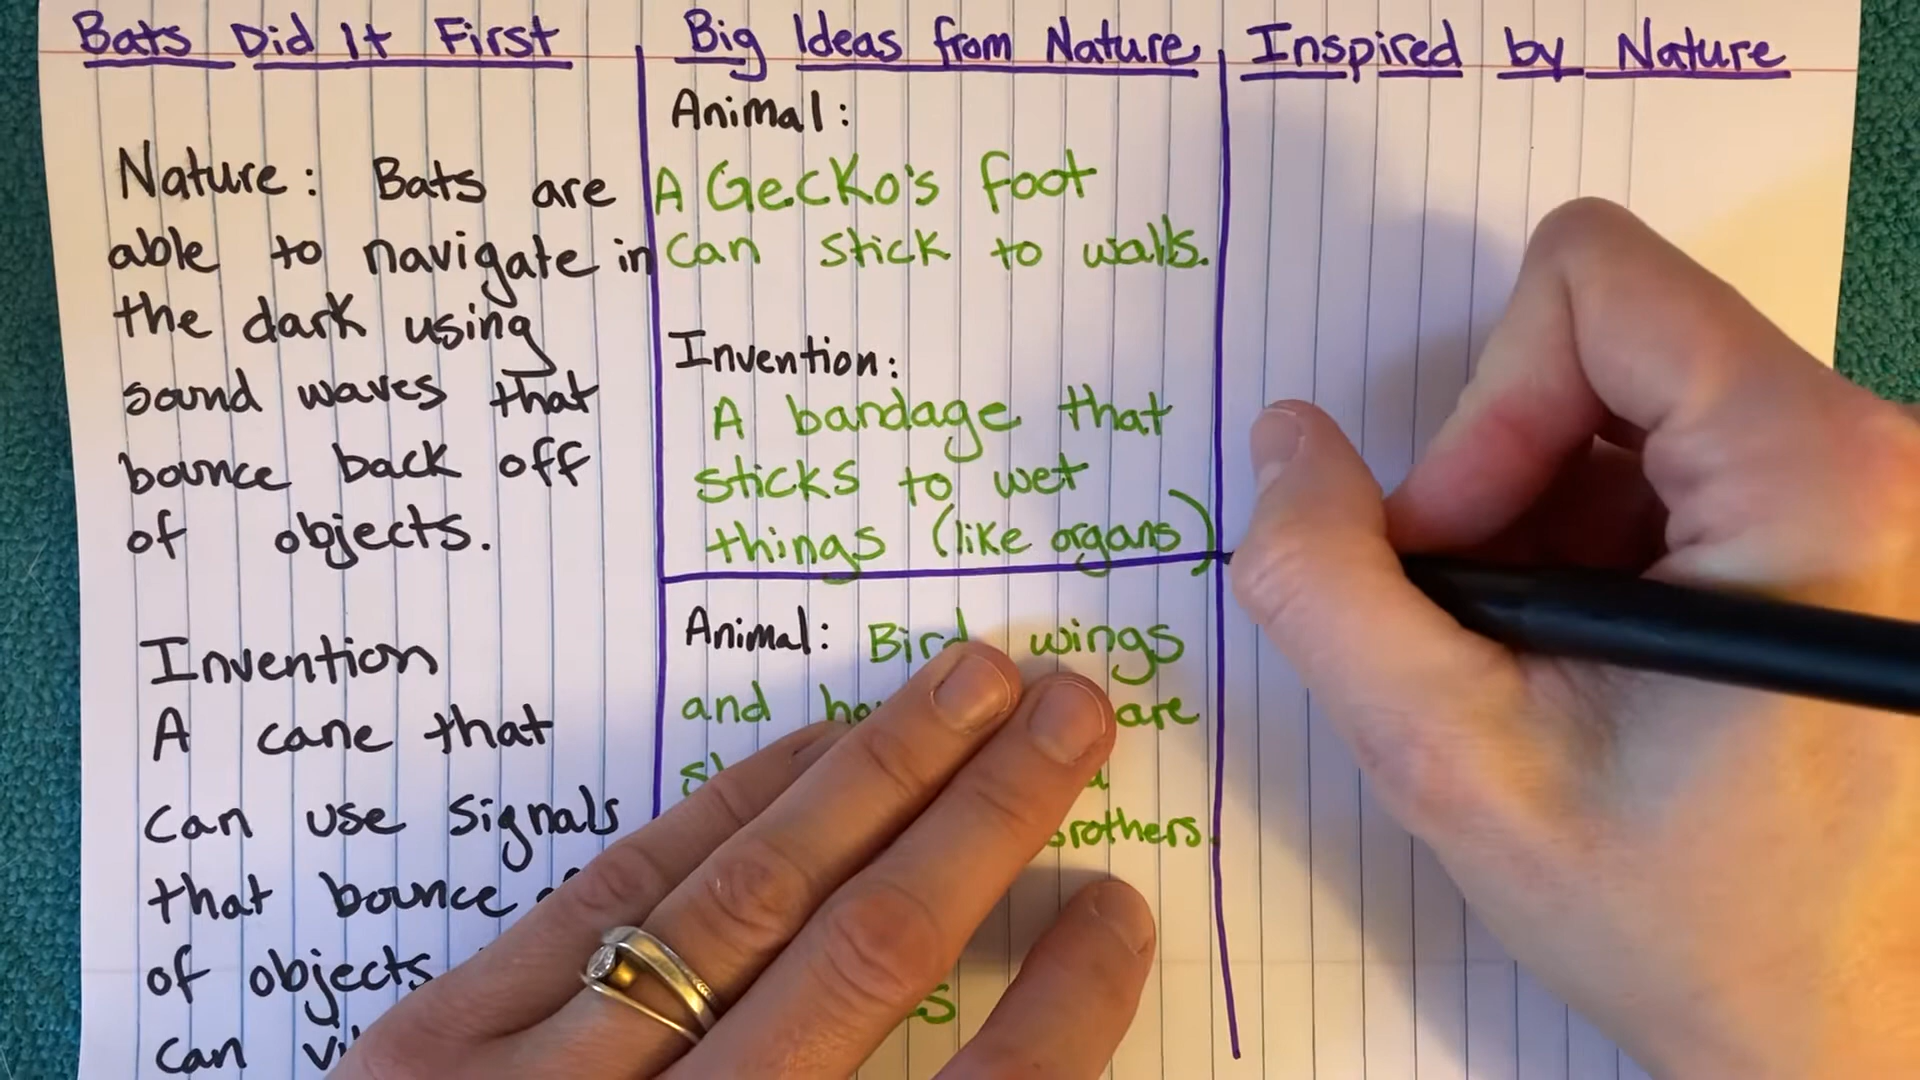 Bats Did It First
Nature: Bats are
able to navigate in
the dark using
sound waves that
bounce back off
of objects.
Invention
A cane that
can use signals
that bounce
of objects
can
Big Ideas from Nature
Animal:
A Gecko's foot
can stick to walls.
Invention:
A bandage that
sticks to wet
things (like organs)
Animal: Bird wings
and are
Inspired by Nature